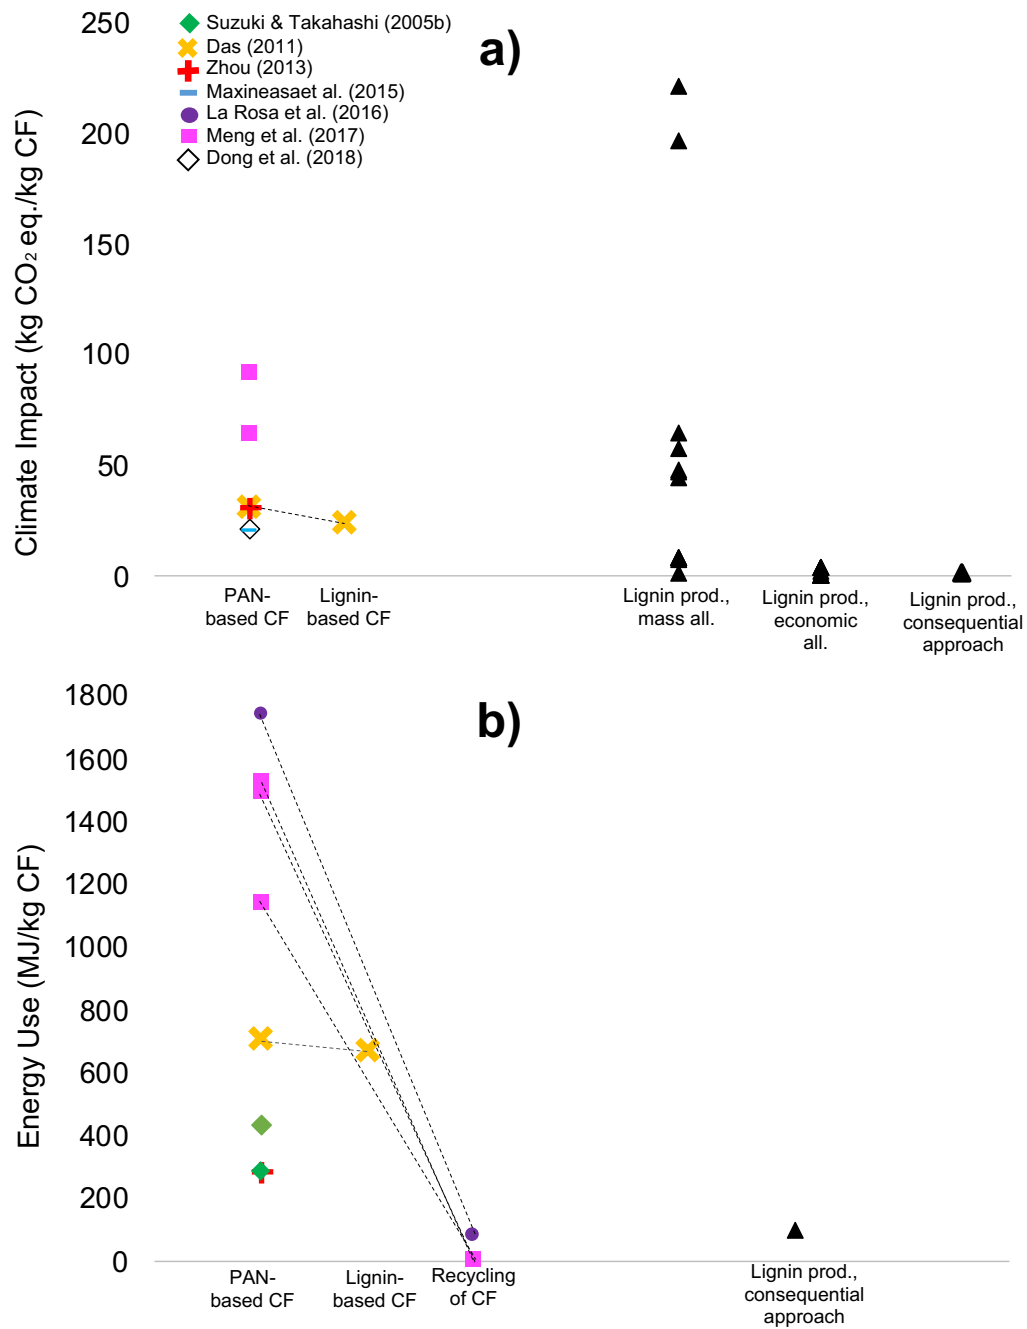 250
200
150
100
50
0
Climate Impact (kg CO₂ eq./kg CF)
Suzuki & Takahashi (2005b)
Das (2011)
Zhou (2013)
Maxineasaet al. (2015)
La Rosa et al. (2016)
Meng et al. (2017)
Dong et al. (2018)
a)
PAN-
based CF
Lignin-
based CF
Lignin prod.,
mass all.
Lignin prod.,
economic
all.
Lignin prod.,
consequential
approach
1800
1600
1400
1200
1000
800
600
400
200
0
Energy Use (MJ/kg CF)
b)
PAN-
based CF
Lignin-
based CF
Recycling
of CF
Lignin prod.,
consequential
approach